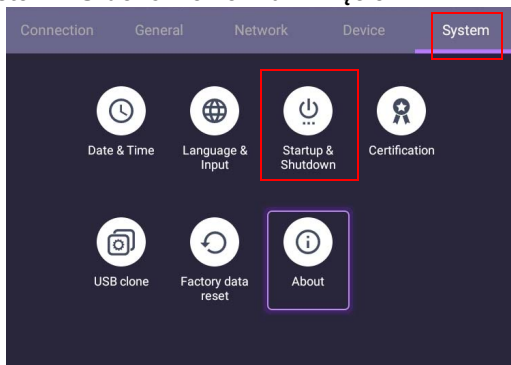 Connection General Network Device System
Date & Time
Language &
Input
Startup &
Shutdown
Certification
USB clone
Factory data
reset
About